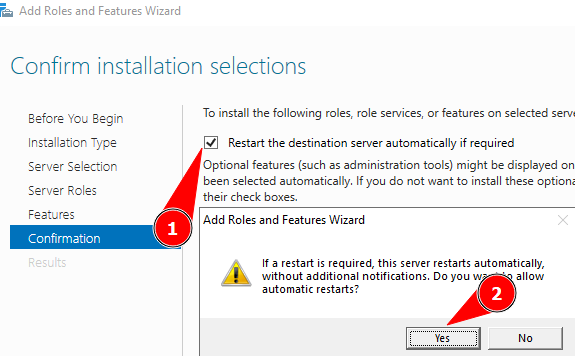 Add Roles and Features Wizard
Confirm installation selections
Before You Begin
Installation Type
Server Selection
Server Roles
Features
Confirmation
Results
To install the following roles, role services, or features on selected serve
Restart the destination server automatically if required
Optional features (such as administration tools) might be displayed on
been selected automatically. If you do not want to install these optiona
their check boxes.
1
Add Roles and Features Wizard
If a restart is required, this server restarts automatically,
without additional notifications. Do you want to allow
automatic restarts?
2
Yes
No